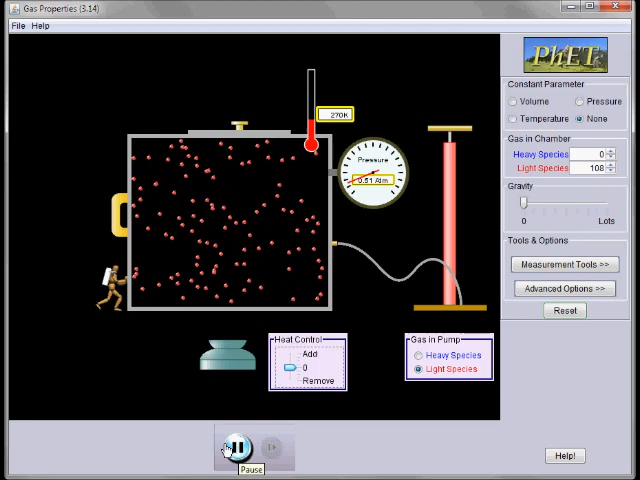 Gas Properties (3.14)
File Help
PhET
270K
Pressure
0.51 Atm
Constant Parameter
Volume
Pressure
Temperature
None
Gas in Chamber
Heavy Species
0
Light Species
108
Gravity
0
Lots
Tools & Options
Measurement Tools >>
Advanced Options >>
Reset
Heat Control
Add
0
Remove
Gas in Pump
Heavy Species
Light Species
Pause
Help!